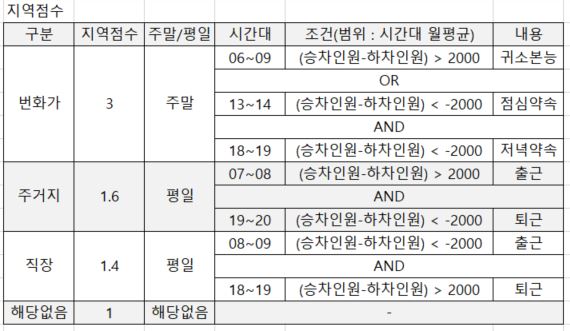 지역점수
구분 지역점수 주말/평일 시간대 조건(범위 : 시간대 월평균) 내용
06~09 (승차인원-하차인원) > 2000 귀소본능
OR
번화가 3 주말 13~14 (승차인원-하차인원) < -2000 점심약속
AND
18~19 (승차인원-하차인원) < -2000 저녁약속
07~08 (승차인원-하차인원) > 2000 출근
주거지 1.6 평일 AND
19~20 (승차인원-하차인원) < -2000 퇴근
08~09 (승차인원-하차인원) < -2000 출근
직장 1.4 평일 AND
18~19 (승차인원-하차인원) > 2000 퇴근
해당없음 1 해당없음 -